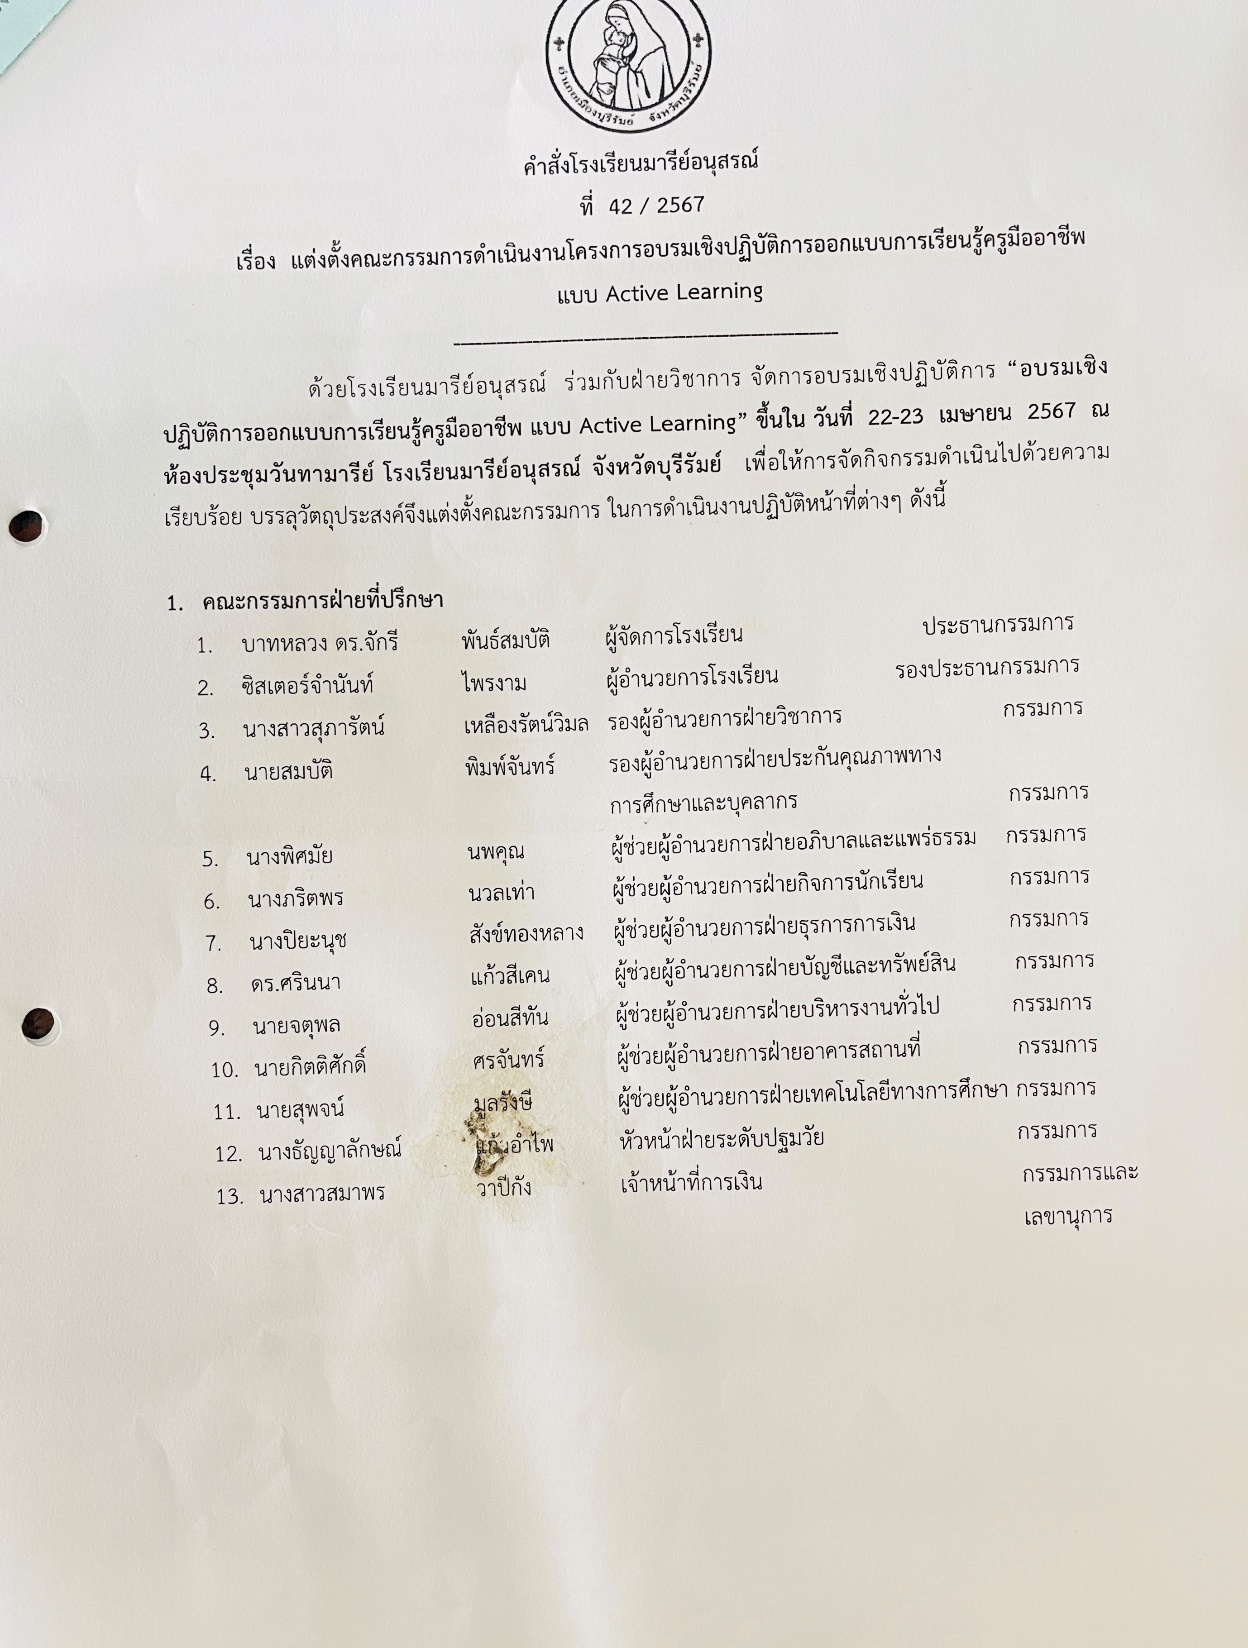 อำเภอเมืองบุรีรัมย์ จังหวัดบุรีรัมย์
คำสั่งโรงเรียนมารีย์อนุสรณ์
ที่ 42 / 2567
เรื่อง แต่งตั้งคณะกรรมการดำเนินงานโครงการอบรมเชิงปฏิบัติการออกแบบการเรียนรู้ครูมืออาชีพ
แบบ Active Learning
ด้วยโรงเรียนมารีย์อนุสรณ์ ร่วมกับฝ่ายวิชาการ จัดการอบรมเชิงปฏิบัติการ “อบรมเชิง
ปฏิบัติการออกแบบการเรียนรู้ครูมืออาชีพ แบบ Active Learning” ขึ้นใน วันที่ 22-23 เมษายน 2567 ณ
ห้องประชุมวันทามารีย์ โรงเรียนมารีย์อนุสรณ์ จังหวัดบุรีรัมย์ เพื่อให้การจัดกิจกรรมดำเนินไปด้วยความ
เรียบร้อย บรรลุวัตถุประสงค์จึงแต่งตั้งคณะกรรมการ ในการดำเนินงานปฏิบัติหน้าที่ต่างๆ ดังนี้
1. คณะกรรมการฝ่ายที่ปรึกษา
1. บาทหลวง ดร.จักรี พันธ์สมบัติ ผู้จัดการโรงเรียน ประธานกรรมการ
2. ซิสเตอร์จำนันท์ ไพรงาม ผู้อำนวยการโรงเรียน รองประธานกรรมการ
3. นางสาวสุภารัตน์ เหลืองรัตน์วิมล รองผู้อำนวยการฝ่ายวิชาการ กรรมการ
4. นายสมบัติ พิมพ์จันทร์ รองผู้อำนวยการฝ่ายประกันคุณภาพทาง
การศึกษาและบุคลากร กรรมการ
5. นางพิศมัย นพคุณ ผู้ช่วยผู้อำนวยการฝ่ายอภิบาลและแพร่ธรรม กรรมการ
6. นางภริตพร นวลเท่า ผู้ช่วยผู้อำนวยการฝ่ายกิจการนักเรียน กรรมการ
7. นางปิยะนุช สังข์ทองหลาง ผู้ช่วยผู้อำนวยการฝ่ายธุรการการเงิน กรรมการ
8. ดร.ศรินนา แก้วสีเคน ผู้ช่วยผู้อำนวยการฝ่ายบัญชีและทรัพย์สิน กรรมการ
9. นายจตุพล อ่อนสีทัน ผู้ช่วยผู้อำนวยการฝ่ายบริหารงานทั่วไป กรรมการ
10. นายกิตติศักดิ์ ศรจันทร์ ผู้ช่วยผู้อำนวยการฝ่ายอาคารสถานที่ กรรมการ
11. นายสุพจน์ มูลรังษี ผู้ช่วยผู้อำนวยการฝ่ายเทคโนโลยีทางการศึกษา กรรมการ
12. นางธัญญาลักษณ์ แก้วอำไพ หัวหน้าฝ่ายระดับปฐมวัย กรรมการ
13. นางสาวสมาพร วาปีกัง เจ้าหน้าที่การเงิน กรรมการและ
เลขานุการ